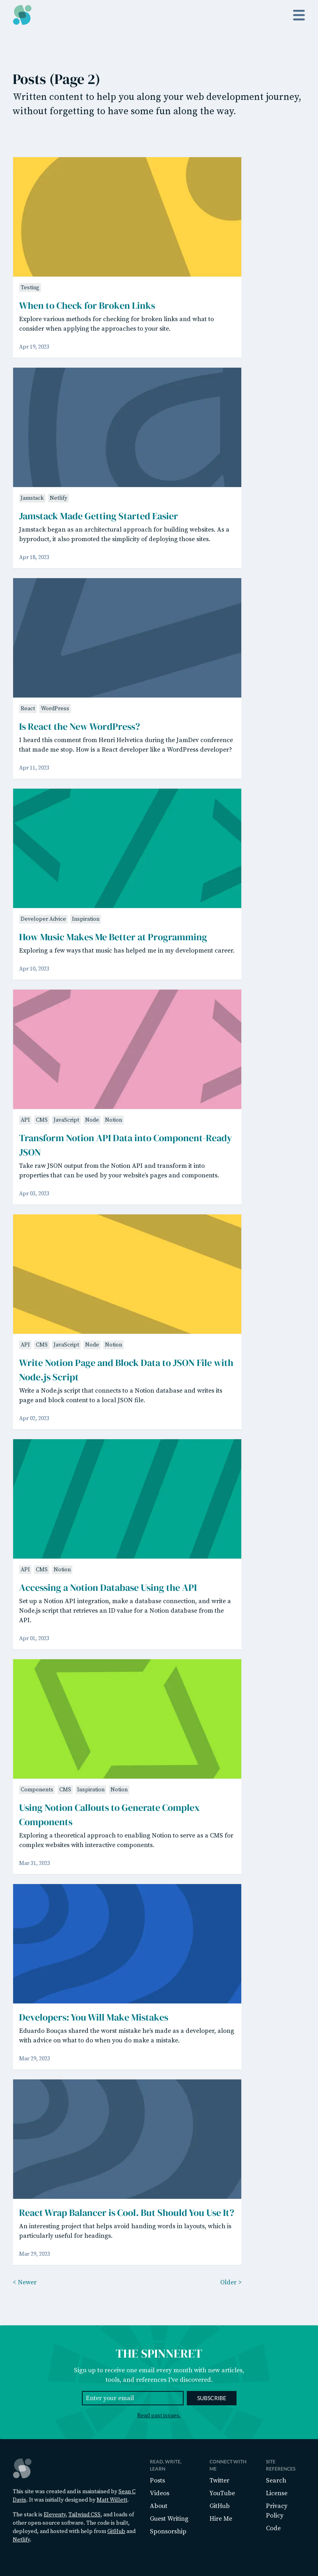 Posts (Page 2)
Written content to help you along your web development journey,
without forgetting to have some fun along the way.
Testing
When to Check for Broken Links
Explore various methods for checking for broken links and what to
consider when applying the approaches to your site.
Apr 19, 2023
Jamstack Netlify
Jamstack Made Getting Started Easier
Jamstack began as an architectural approach for building websites. As a
byproduct, it also promoted the simplicity of deploying those sites.
Apr 18, 2023
React WordPress
Is React the New WordPress?
I heard this comment from Henri Helvetica during the JamDev conference
that made me stop. How is a React developer like a WordPress developer?
Apr 11, 2023
Developer Advice Inspiration
How Music Makes Me Better at Programming
Exploring a few ways that music has helped me in my development career.
Apr 10, 2023
API CMS JavaScript Node Notion
Transform Notion API Data into Component-Ready
JSON
Take raw JSON output from the Notion API and transform it into
properties that can be used by your website's pages and components.
Apr 03, 2023
API CMS JavaScript Node Notion
Write Notion Page and Block Data to JSON File with
Node.js Script
Write a Node.js script that connects to a Notion database and writes its
page and block content to a local JSON file.
Apr 02, 2023
API CMS Notion
Accessing a Notion Database Using the API
Set up a Notion API integration, make a database connection, and write a
Node.js script that retrieves an ID value for a Notion database from the
API.
Apr 01, 2023
Components CMS Inspiration Notion
Using Notion Callouts to Generate Complex
Components
Exploring a theoretical approach to enabling Notion to serve as a CMS for
complex websites with interactive components.
Mar 31, 2023
Developers: You Will Make Mistakes
Eduardo Bouças shared the worst mistake he's made as a developer, along
with advice on what to do when you do make a mistake.
Mar 29, 2023
React Wrap Balancer is Cool. But Should You Use It?
An interesting project that helps avoid handing words in layouts, which is
particularly useful for headings.
Mar 29, 2023
< Newer
Older >
THE SPINNERET
Sign up to receive one email every month with new articles,
tools, and references I've discovered.
Enter your email
SUBSCRIBE
Read past issues.
This site was created and is maintained by Sean C
Davis. It was initially designed by Matt Willett.
The stack is Eleventy, Tailwind CSS, and loads of
other open-source software. The code is built,
deployed, and hosted with help from GitHub and
Netlify.
READ. WRITE.
LEARN
Posts
Videos
About
Guest Writing
Sponsorship
CONNECT WITH
ME
Twitter
YouTube
GitHub
Hire Me
SITE
REFERENCES
Search
License
Privacy
Policy
Code